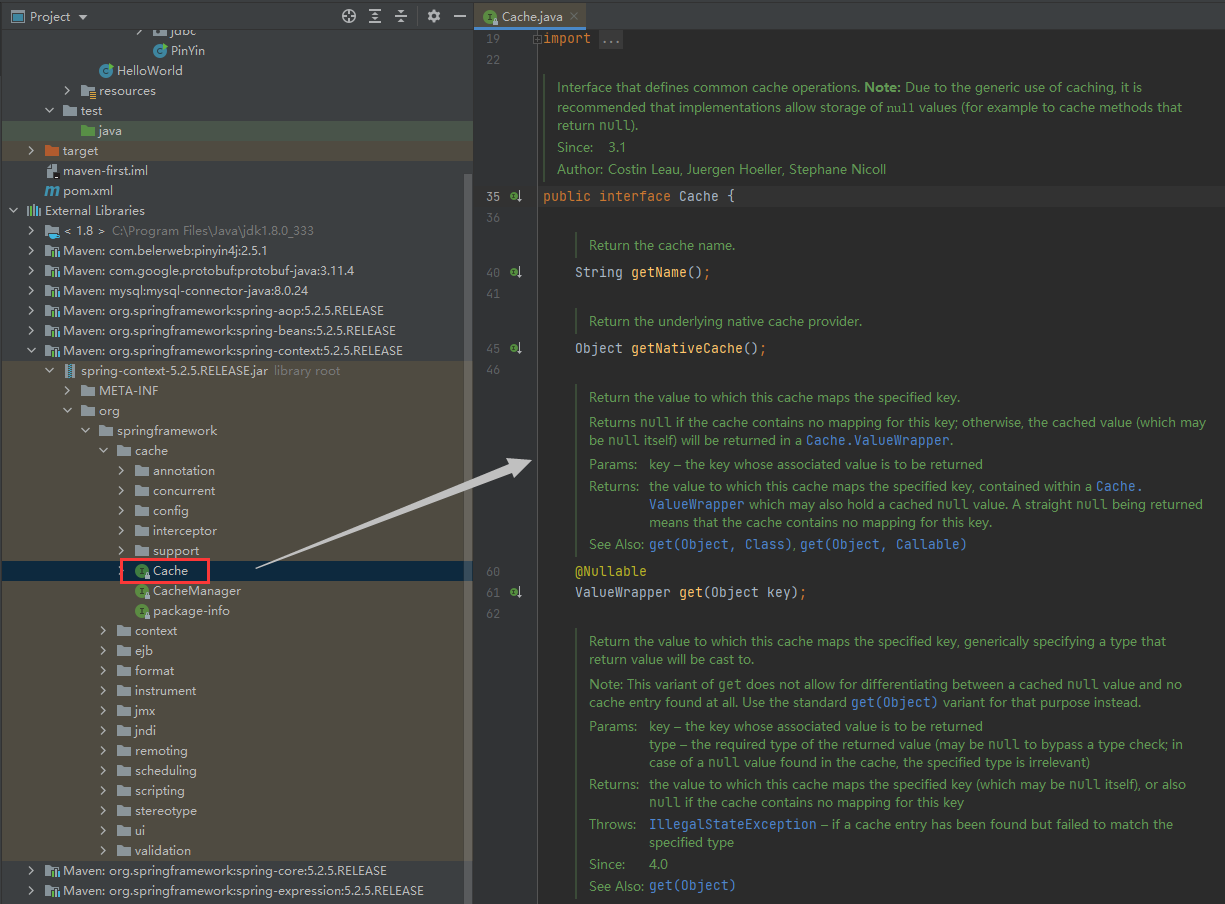 Project
jdbc
PinYin
HelloWorld
resources
test
java
target
maven-first.iml
pom.xml
External Libraries
< 1.8 > C:\Program Files\Java\jdk1.8.0_333
Maven: com.belerweb:pinyin4j:2.5.1
Maven: com.google.protobuf:protobuf-java:3.11.4
Maven: mysql:mysql-connector-java:8.0.24
Maven: org.springframework:spring-aop:5.2.5.RELEASE
Maven: org.springframework:spring-beans:5.2.5.RELEASE
Maven: org.springframework:spring-context:5.2.5.RELEASE
spring-context-5.2.5.RELEASE.jar library root
META-INF
org
springframework
cache
annotation
concurrent
config
interceptor
support
Cache
CacheManager
package-info
context
ejb
format
instrument
jmx
jndi
remoting
scheduling
scripting
stereotype
ui
validation
Maven: org.springframework:spring-core:5.2.5.RELEASE
Maven: org.springframework:spring-expression:5.2.5.RELEASE
Cache.java
19 import ...
22
Interface that defines common cache operations. Note: Due to the generic use of caching, it is
recommended that implementations allow storage of null values (for example to cache methods that
return null).
Since: 3.1
Author: Costin Leau, Juergen Hoeller, Stephane Nicoll
35 public interface Cache {
36
Return the cache name.
40 String getName();
41
Return the underlying native cache provider.
45 Object getNativeCache();
46
Return the value to which this cache maps the specified key.
Returns null if the cache contains no mapping for this key; otherwise, the cached value (which may
be null itself) will be returned in a Cache.ValueWrapper.
Params: key – the key whose associated value is to be returned
Returns: the value to which this cache maps the specified key, contained within a Cache.
ValueWrapper which may also hold a cached null value. A straight null being returned
means that the cache contains no mapping for this key.
See Also: get(Object, Class), get(Object, Callable)
60 @Nullable
61 ValueWrapper get(Object key);
62
Return the value to which this cache maps the specified key, generically specifying a type that
return value will be cast to.
Note: This variant of get does not allow for differentiating between a cached null value and no
cache entry found at all. Use the standard get(Object) variant for that purpose instead.
Params: key – the key whose associated value is to be returned
type – the required type of the returned value (may be null to bypass a type check; in
case of a null value found in the cache, the specified type is irrelevant)
Returns: the value to which this cache maps the specified key (which may be null itself), or also
null if the cache contains no mapping for this key
Throws: IllegalStateException – if a cache entry has been found but failed to match the
specified type
Since: 4.0
See Also: get(Object)